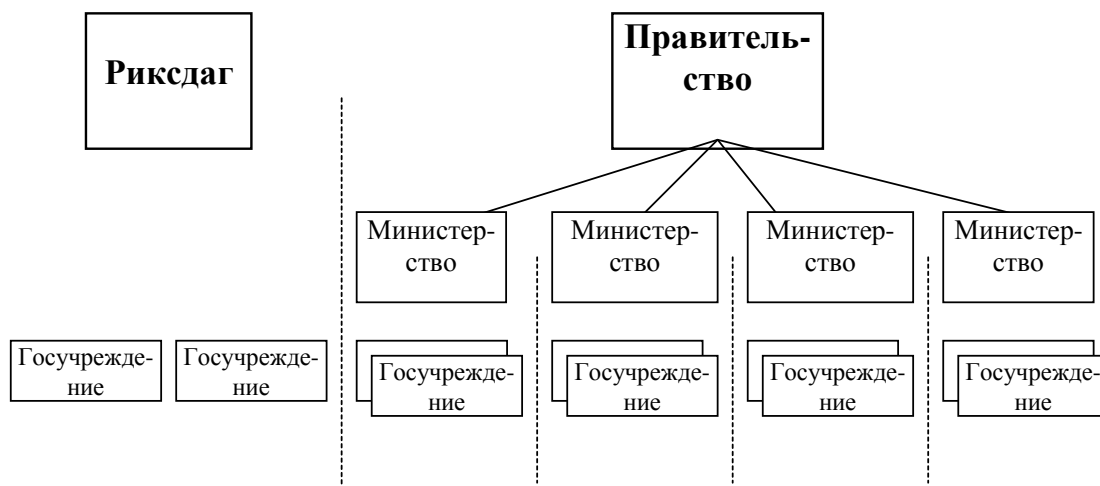 Риксдаг
Правитель-
ство
Министер-
ство
Министер-
ство
Министер-
ство
Министер-
ство
Госучрежде-
ние
Госучрежде-
ние
Госучрежде-
ние
Госучрежде-
ние
Госучрежде-
ние
Госучрежде-
ние